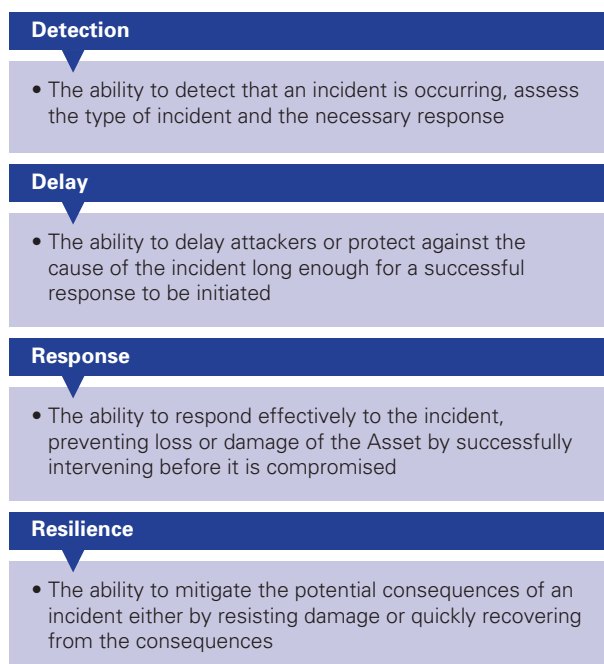 Detection
• The ability to detect that an incident is occurring, assess
the type of incident and the necessary response
Delay
• The ability to delay attackers or protect against the
cause of the incident long enough for a successful
response to be initiated
Response
• The ability to respond effectively to the incident,
preventing loss or damage of the Asset by successfully
intervening before it is compromised
Resilience
• The ability to mitigate the potential consequences of an
incident either by resisting damage or quickly recovering
from the consequences